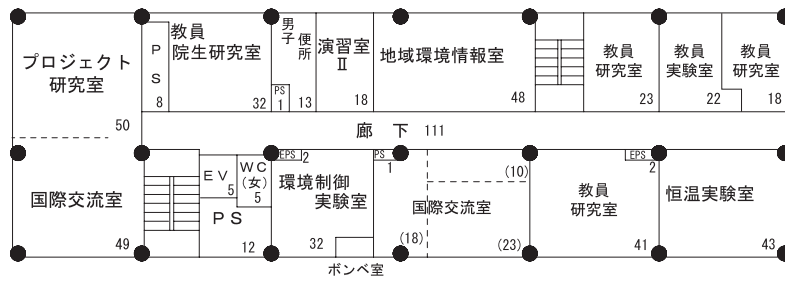 プロジェクト
研究室
50
ＰＳ
8
教員
院生研究室
32
男子
便所
PS
1
13
演習室
Ⅱ
18
地域環境情報室
48
教員
研究室
23
教員
実験室
22
教員
研究室
18
廊 下 111
国際交流室
49
EV
5
WC
(女)
5
ＰＳ
12
EPS
2
環境制御
実験室
32
ボンベ室
PS
1
(10)
国際交流室
(18)
(23)
教員
研究室
41
EPS
2
恒温実験室
43